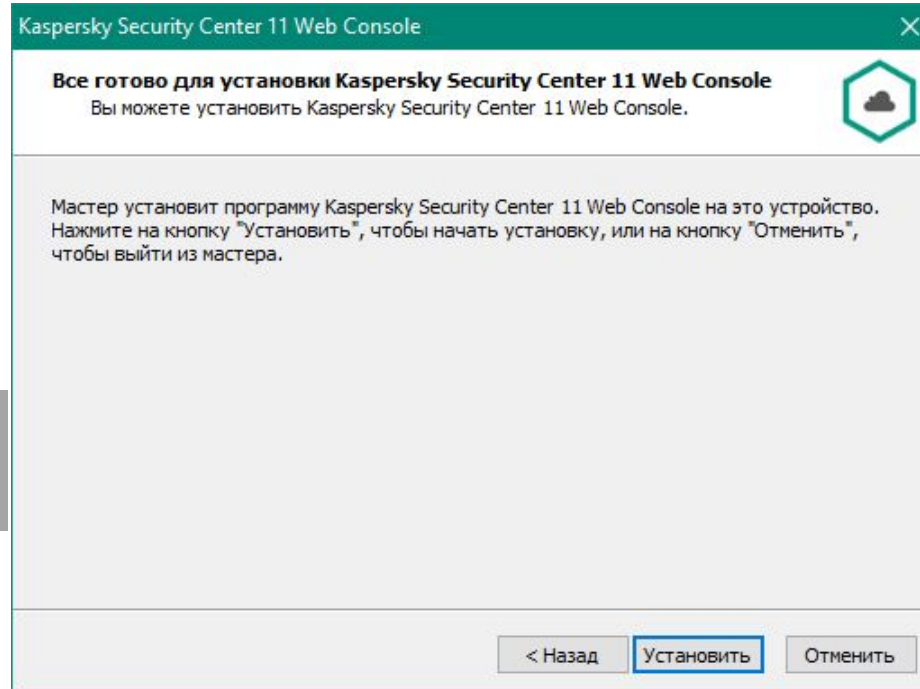 Kaspersky Security Center 11 Web Console
Все готово для установки Kaspersky Security Center 11 Web Console
Вы можете установить Kaspersky Security Center 11 Web Console.
Мастер установит программу Kaspersky Security Center 11 Web Console на это устройство.
Нажмите на кнопку "Установить", чтобы начать установку, или на кнопку "Отменить",
чтобы выйти из мастера.
< Назад Установить Отменить